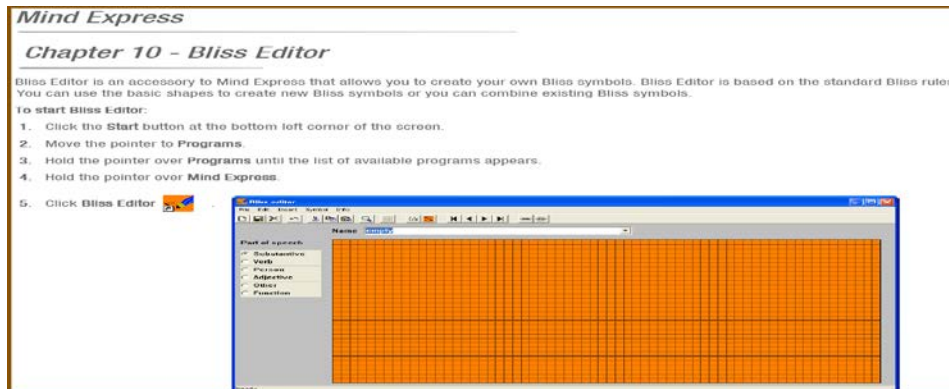 Mind Express
Chapter 10 - Bliss Editor
Bliss Editor is an accessory to Mind Express that allows you to create your own Bliss symbols. Bliss Editor is based on the standard Bliss rules
You can use the basic shapes to create new Bliss symbols or you can combine existing Bliss symbols.
To start Bliss Editor:
1. Click the Start button at the bottom left corner of the screen.
2. Move the pointer to Programs.
3. Hold the pointer over Programs until the list of available programs appears.
4. Hold the pointer over Mind Express.
5. Click Bliss Editor .
Bliss editor
File Edit Insert Symbol Info
Name
Part of speech
Substantive
Verb
Person
Adjective
Other
Function